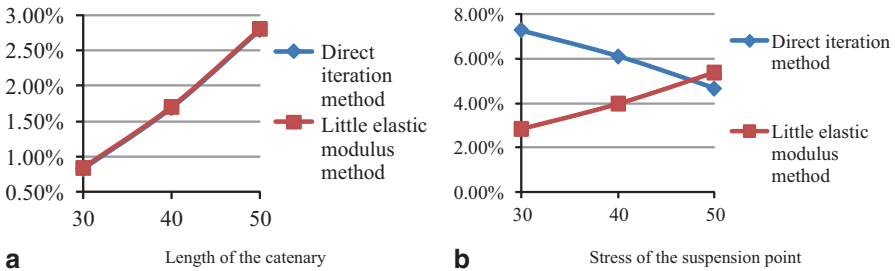 3.00%
2.50%
2.00%
1.50%
1.00%
0.50%
30 40 50
Direct
iteration
method
Little elastic
modulus
method
a Length of the catenary
8.00%
6.00%
4.00%
2.00%
0.00%
30 40 50
Direct iteration
method
Little elastic
modulus
method
b Stress of the suspension point